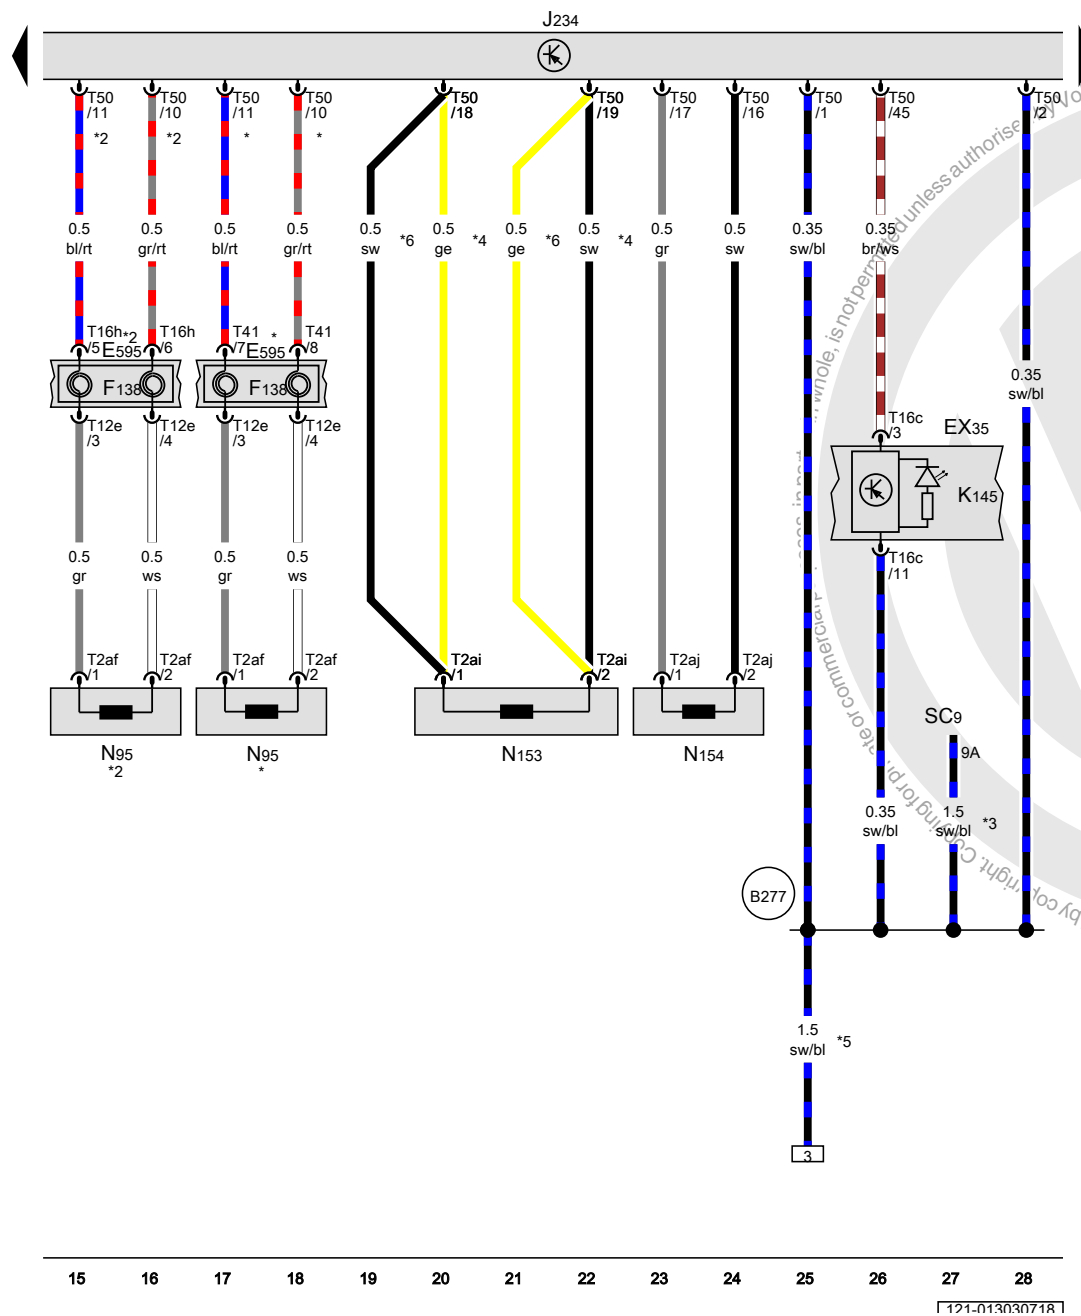 J234
T50 T50 T50 T50 T50 T50 T50 T50 T50 T50 T50
/11 /10 /11 /10 /18 /19 /17 /16 /1 /45 /2
*2 *2 * *
0.5 0.5 0.5 0.5 0.5 0.5 0.5 0.5 0.5 0.5 0.35 0.35
bl/rt gr/rt bl/rt gr/rt sw *6 ge *4 ge *6 sw *4 gr sw sw/bl br/ws
T16h *2 T16h T41 * T41
/5 E595 /6 /7 E595 /8
F138 F138
0.35
sw/bl
T12e T12e T12e T12e
/3 /4 /3 /4
T16c
/3
EX35
K145
T16c
/11
0.5 0.5 0.5 0.5
gr ws gr ws
T2af T2af T2af T2af T2ai T2ai T2aj T2aj
/1 /2 /1 /2 /1 /2 /1 /2
N95 N95 N153 N154
*2 *
SC9
9A
0.35 1.5
sw/bl sw/bl *3
B277
1.5
sw/bl *5
3
15 16 17 18 19 20 21 22 23 24 25 26 27 28
121-013030718